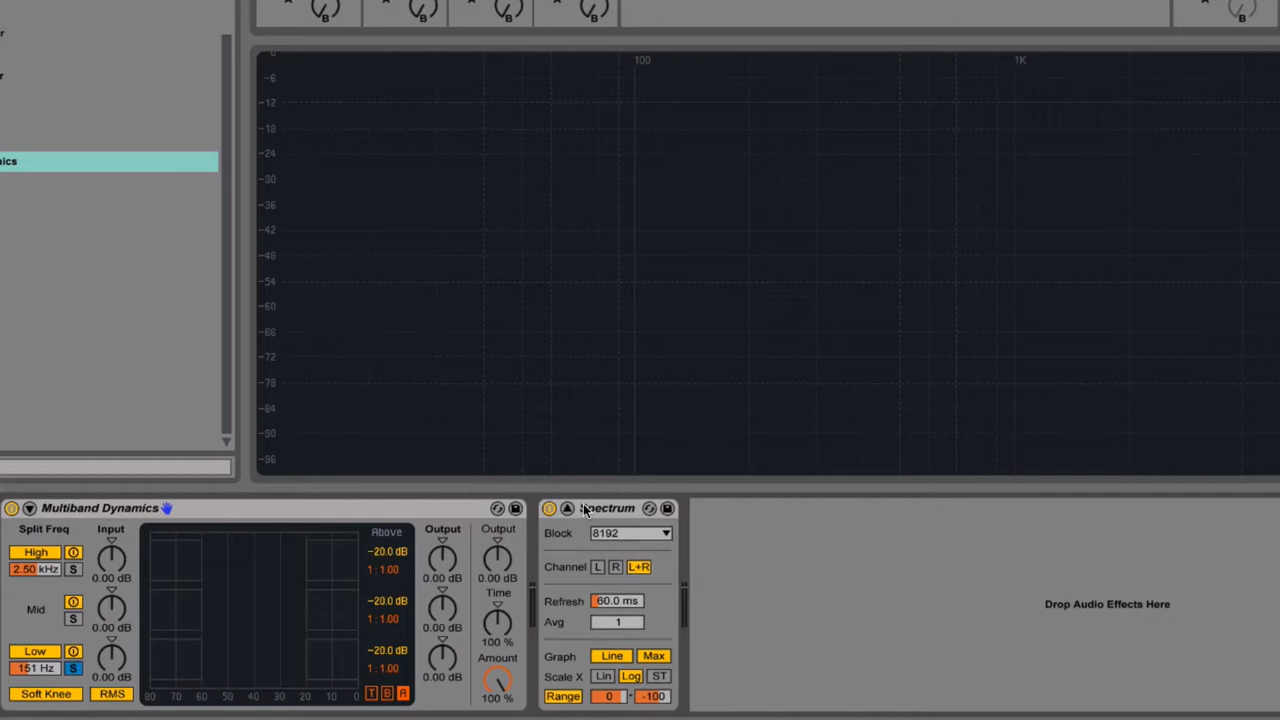 r
B B B B B
0 100 1K
-6
r
-12
-18
-24
nics
-30
-36
-42
-48
-54
-60
-66
-72
-78
-84
-90
-96
Multiband Dynamics
Split Freq Input Above Output Output
High 0.00 dB -20.0 dB 0.00 dB 0.00 dB
2.50 kHz S 1 : 1.00 Time
Mid -20.0 dB
S 0.00 dB 1 : 1.00 0.00 dB 100 %
Low -20.0 dB Amount
151 Hz S 0.00 dB 1 : 1.00 0.00 dB
Soft Knee RMS 80 70 60 50 40 30 20 10 0 T B A 100 %
Spectrum
Block 8192
Channel L R L+R
Refresh 60.0 ms
Avg 1
Graph Line Max
Scale X Lin Log ST
Range 0 - -100
Drop Audio Effects Here